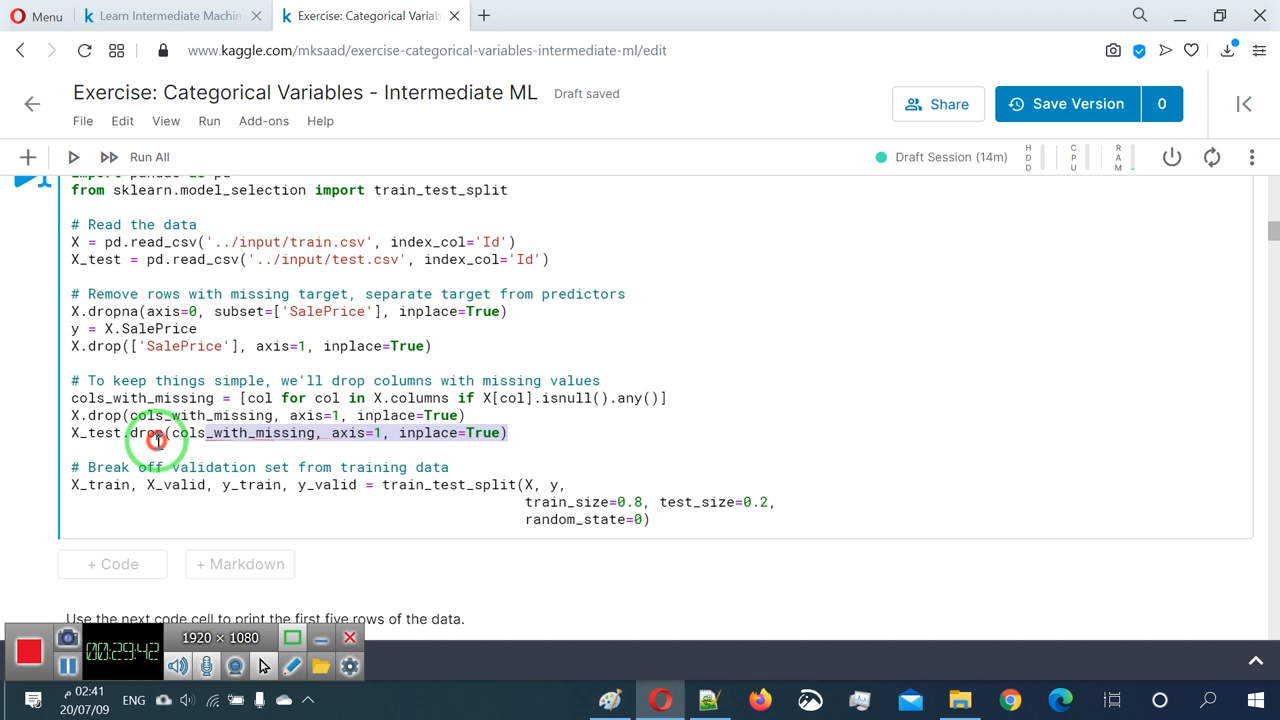 Menu
Learn Intermediate Machin
Exercise: Categorical Variab
www.kaggle.com/mksaad/exercise-categorical-variables-intermediate-ml/edit
Exercise: Categorical Variables - Intermediate ML
Draft saved
Share
Save Version
0
File Edit View Run Add-ons Help
Run All
Draft Session (14m)
HDD
CPU
RAM
import pandas as pd
from sklearn.model_selection import train_test_split
# Read the data
X = pd.read_csv('../input/train.csv', index_col='Id')
X_test = pd.read_csv('../input/test.csv', index_col='Id')
# Remove rows with missing target, separate target from predictors
X.dropna(axis=0, subset=['SalePrice'], inplace=True)
y = X.SalePrice
X.drop(['SalePrice'], axis=1, inplace=True)
# To keep things simple, we'll drop columns with missing values
cols_with_missing = [col for col in X.columns if X[col].isnull().any()]
X.drop(cols_with_missing, axis=1, inplace=True)
X_test.drop(cols_with_missing, axis=1, inplace=True)
# Break off validation set from training data
X_train, X_valid, y_train, y_valid = train_test_split(X, y,
train_size=0.8, test_size=0.2,
random_state=0)
+ Code
+ Markdown
Use the next code cell to print the first five rows of the data.
1920 × 1080
00:29:42
ENG
02:41 م
20/07/09